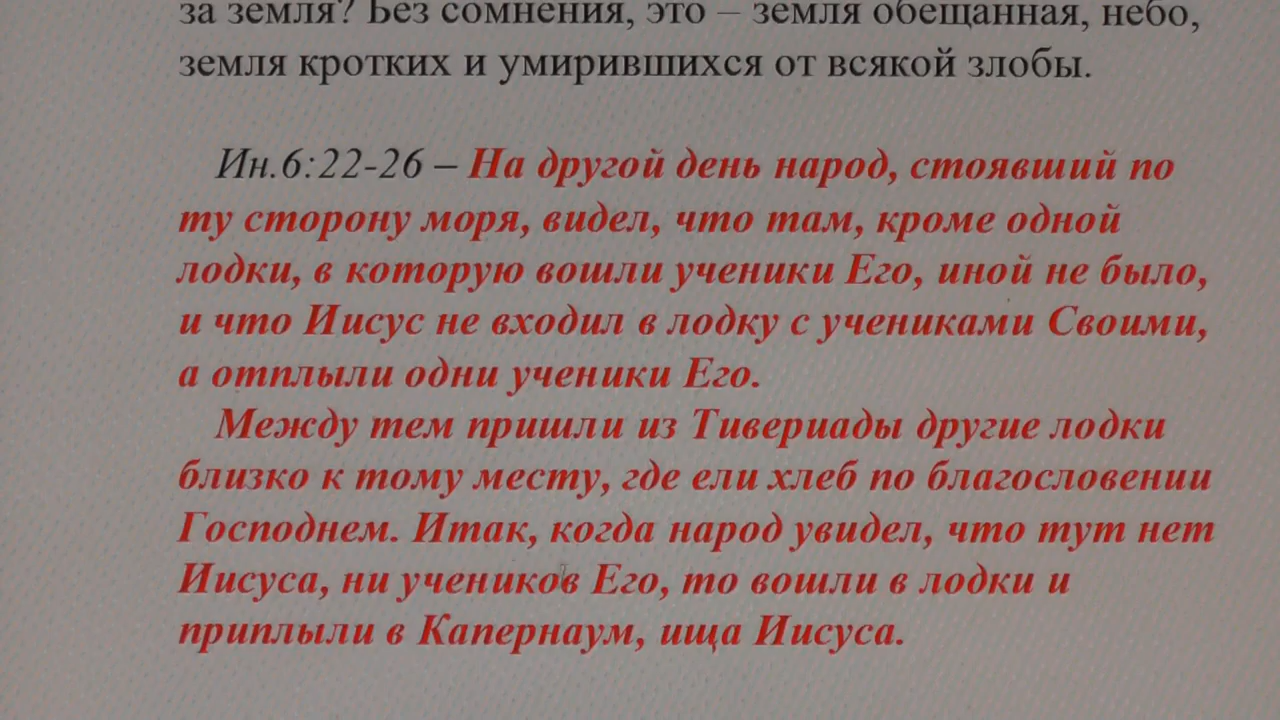 за земля? Без сомнения, это – земля обещанная, небо,
земля кротких и умирившихся от всякой злобы.
Ин.6:22-26 – На другой день народ, стоявший по
ту сторону моря, видел, что там, кроме одной
лодки, в которую вошли ученики Его, иной не было,
и что Иисус не входил в лодку с учениками Своими,
а отплыли одни ученики Его.
Между тем пришли из Тивериады другие лодки
близко к тому месту, где ели хлеб по благословении
Господнем. Итак, когда народ увидел, что тут нет
Иисуса, ни учеников Его, то вошли в лодки и
приплыли в Капернаум, ища Иисуса.